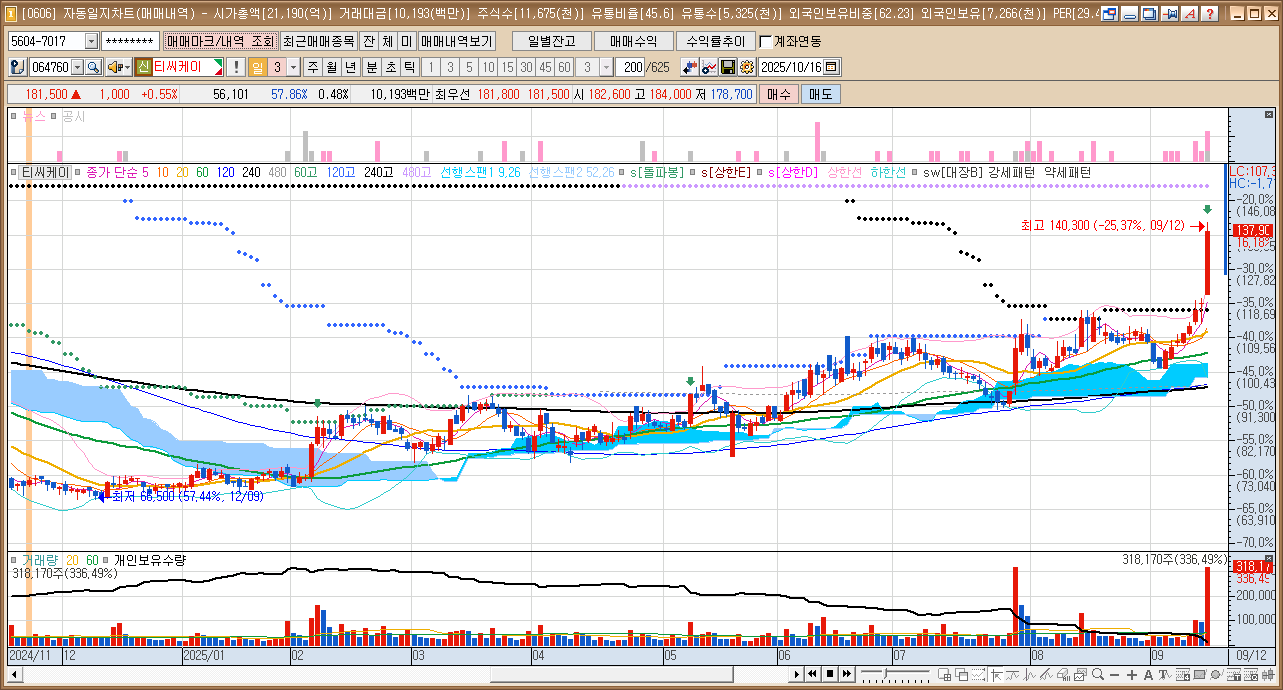 [0606] 자동일지차트(매매내역) - 시가총액[21,190(억)] 거래대금[10,193(백만)] 주식수[11,675(천)] 유통비율[45.6] 유통수[5,325(천)] 외국인보유비중[62.23] 외국인보유[7,266(천)] PER[29.4
5604-7017 ******** 매매마크/내역 조회 최근매매종목 잔 체 미 매매내역보기 일별잔고 매매수익 수익률추이 계좌연동
064760 신 티씨케이 ! 일 3 주 월 년 분 초 틱 1 3 5 10 15 30 45 60 3 200 /625 2025/10/16
181,500 ▲ 1,000 +0.55% 56,101 57.86% 0.48% 10,193백만 최우선 181,800 181,500 시 182,600 고 184,000 저 178,700 매수 매도
뉴스 공시
티씨케이 종가 단순 5 10 20 60 120 240 480 60고 120고 240고 480고 선행스팬1 9,26 선행스팬2 52,26 s[돌파봉] s[상한E] s[상한D] 상한선 하한선 sw[대장B] 강세패턴 약세패턴
LC:107,3
HC:-1,7
-20,0%
(146,08
최고 140,300 (-25,37%, 09/12)
137,90
16,18%
-30,0%
(127,82
-35,0%
(118,69
-40,0%
(109,56
-45,0%
(100,43
-50,0%
(91,300
-55,0%
(82,170
-60,0%
(73,040
최저 66,500 (57,44%, 12/09)
-65,0%
(63,910
-70,0%
거래량 20 60 개인보유수량
318,170주(336,49%)
318,170주(336,49%)
318,17
336,49
200,000
100,000
2024/11 12 2025/01 02 03 04 05 06 07 08 09 09/12